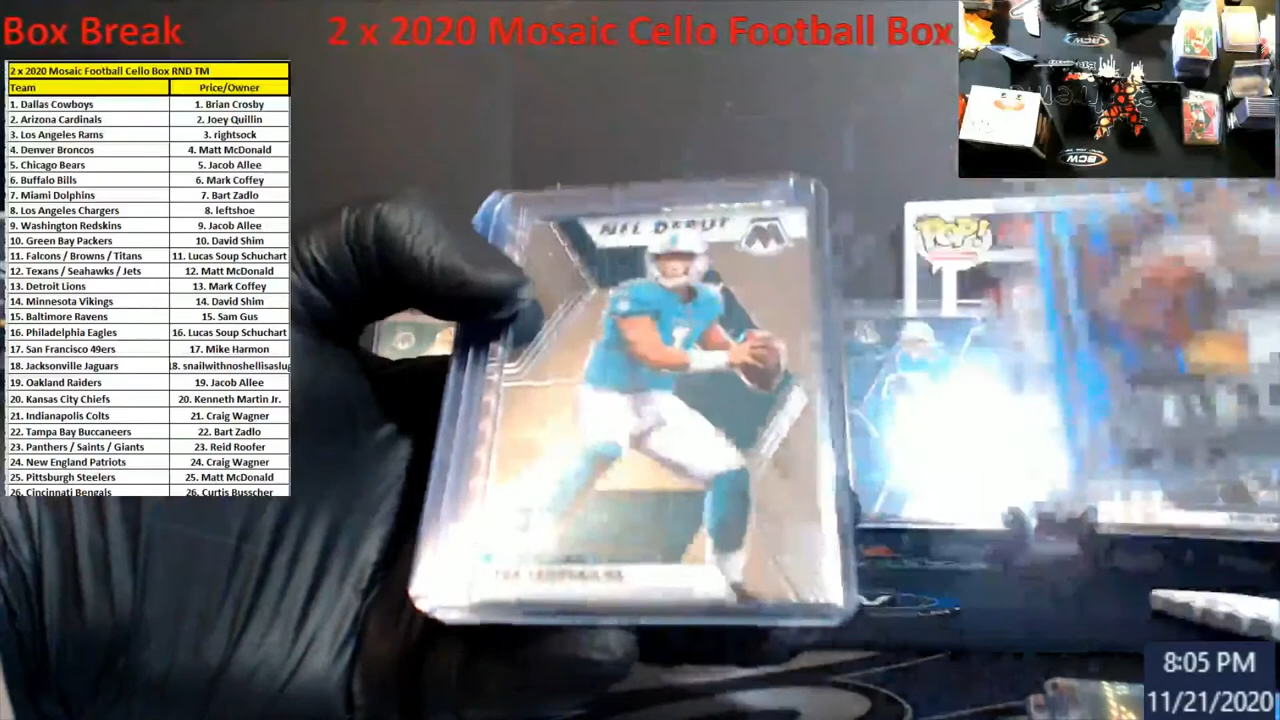 Box Break
2 x 2020 Mosaic Cello Football Box
2 x 2020 Mosaic Football Cello Box RND TM
Team Price/Owner
1. Dallas Cowboys 1. Brian Crosby
2. Arizona Cardinals 2. Joey Quillin
3. Los Angeles Rams 3. rightsock
4. Denver Broncos 4. Matt McDonald
5. Chicago Bears 5. Jacob Allee
6. Buffalo Bills 6. Mark Coffey
7. Miami Dolphins 7. Bart Zadlo
8. Los Angeles Chargers 8. leftshoe
9. Washington Redskins 9. Jacob Allee
10. Green Bay Packers 10. David Shim
11. Falcons / Browns / Titans 11. Lucas Soup Schuchart
12. Texans / Seahawks / Jets 12. Matt McDonald
13. Detroit Lions 13. Mark Coffey
14. Minnesota Vikings 14. David Shim
15. Baltimore Ravens 15. Sam Gus
16. Philadelphia Eagles 16. Lucas Soup Schuchart
17. San Francisco 49ers 17. Mike Harmon
18. Jacksonville Jaguars 18. snailwithnoshellisaslug
19. Oakland Raiders 19. Jacob Allee
20. Kansas City Chiefs 20. Kenneth Martin Jr.
21. Indianapolis Colts 21. Craig Wagner
22. Tampa Bay Buccaneers 22. Bart Zadlo
23. Panthers / Saints / Giants 23. Reid Roofer
24. New England Patriots 24. Craig Wagner
25. Pittsburgh Steelers 25. Matt McDonald
26. Cincinnati Bengals 26. Curtis Busscher
NFL DEBUT
POP!
BCW
BCW
8:05 PM
11/21/2020